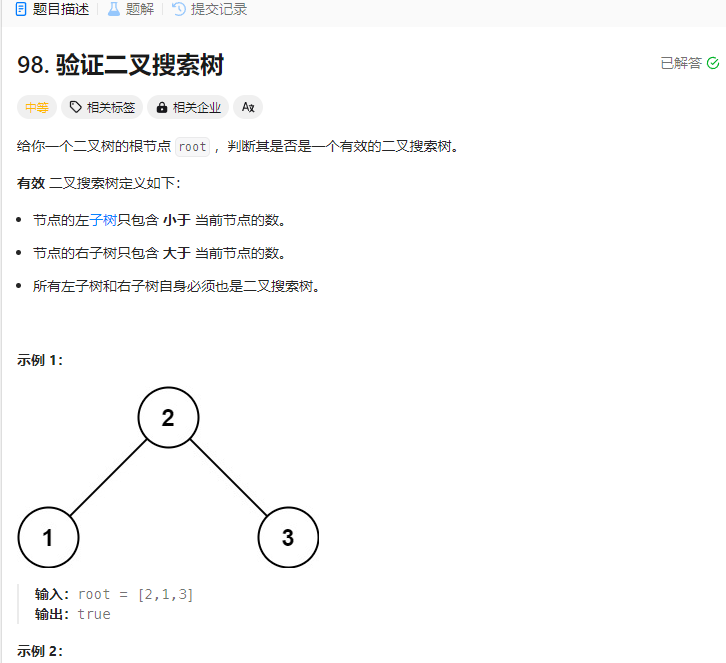 题目描述 题解 提交记录
98. 验证二叉搜索树
已解答
中等 相关标签 相关企业 Aぶ
给你一个二叉树的根节点 root ，判断其是否是一个有效的二叉搜索树。
有效 二叉搜索树定义如下：
节点的左子树只包含 小于 当前节点的数。
节点的右子树只包含 大于 当前节点的数。
所有左子树和右子树自身必须也是二叉搜索树。
示例 1：
2
1 3
输入：root = [2,1,3]
输出：true
示例 2：